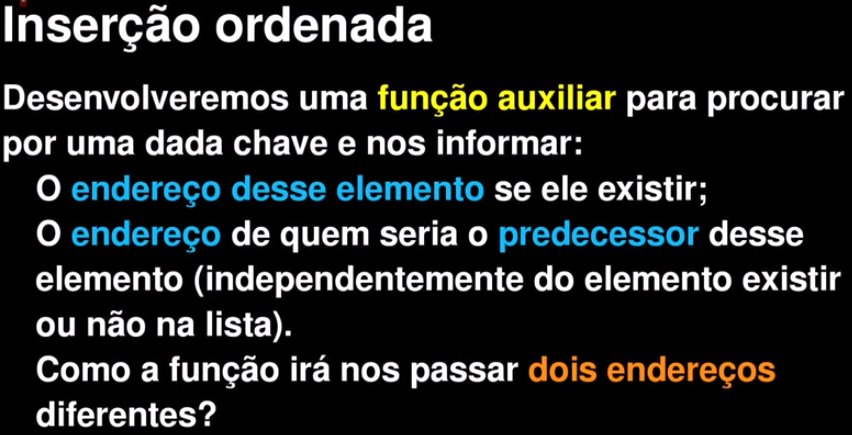 Inserção ordenada
Desenvolveremos uma função auxiliar para procurar
por uma dada chave e nos informar:
O endereço desse elemento se ele existir;
O endereço de quem seria o predecessor desse
elemento (independentemente do elemento existir
ou não na lista).
Como a função irá nos passar dois endereços
diferentes?